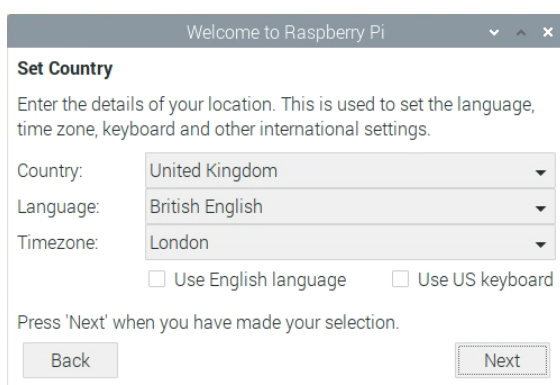 Welcome to Raspberry Pi
Set Country
Enter the details of your location. This is used to set the language,
time zone, keyboard and other international settings.
Country: United Kingdom
Language: British English
Timezone: London
Use English language Use US keyboard
Press 'Next' when you have made your selection.
Back Next